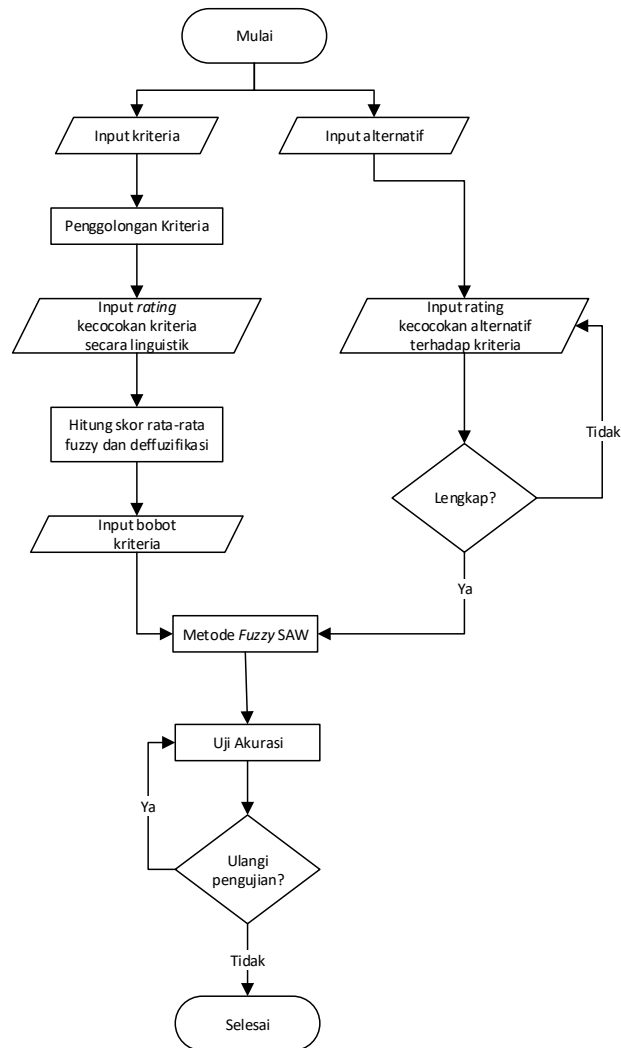 Mulai
Input kriteria
Input alternatif
Penggolongan Kriteria
Input rating
kecocokan kriteria
secara linguistik
Input rating
kecocokan alternatif
terhadap kriteria
Hitung skor rata-rata
fuzzy dan deffuzifikasi
Tidak
Lengkap?
Input bobot
kriteria
Ya
Metode Fuzzy SAW
Uji Akurasi
Ya
Ulangi
pengujian?
Tidak
Selesai